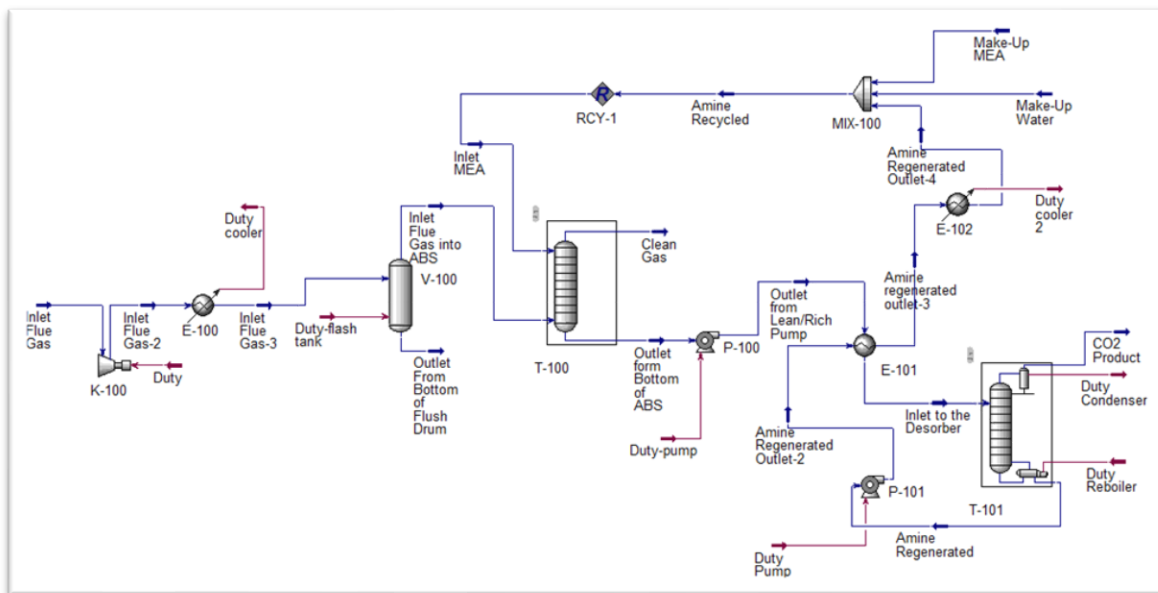 Make-Up
MEA
RCY-1
Amine
Recycled
MIX-100
Make-Up
Water
Inlet
MEA
Amine
Regenerated
Outlet-4
Duty
cooler
Inlet
Flue
Gas into
ABS
V-100
Clean
Gas
E-102
Duty
cooler
2
Inlet
Flue
Gas
Inlet
Flue
Gas-2
E-100
Inlet
Flue
Gas-3
Duty-flash
tank
K-100
Duty
Outlet
From
Bottom
of
Flush
Drum
T-100
Outlet
form
Bottom
of
ABS
P-100
Outlet
from
Lean/Rich
Pump
Amine
regenerated
outlet-3
E-101
CO2
Product
Duty
Condenser
Inlet to the
Desorber
Duty-pump
Amine
Regenerated
Outlet-2
P-101
Duty
Reboiler
T-101
Amine
Regenerated
Duty
Pump